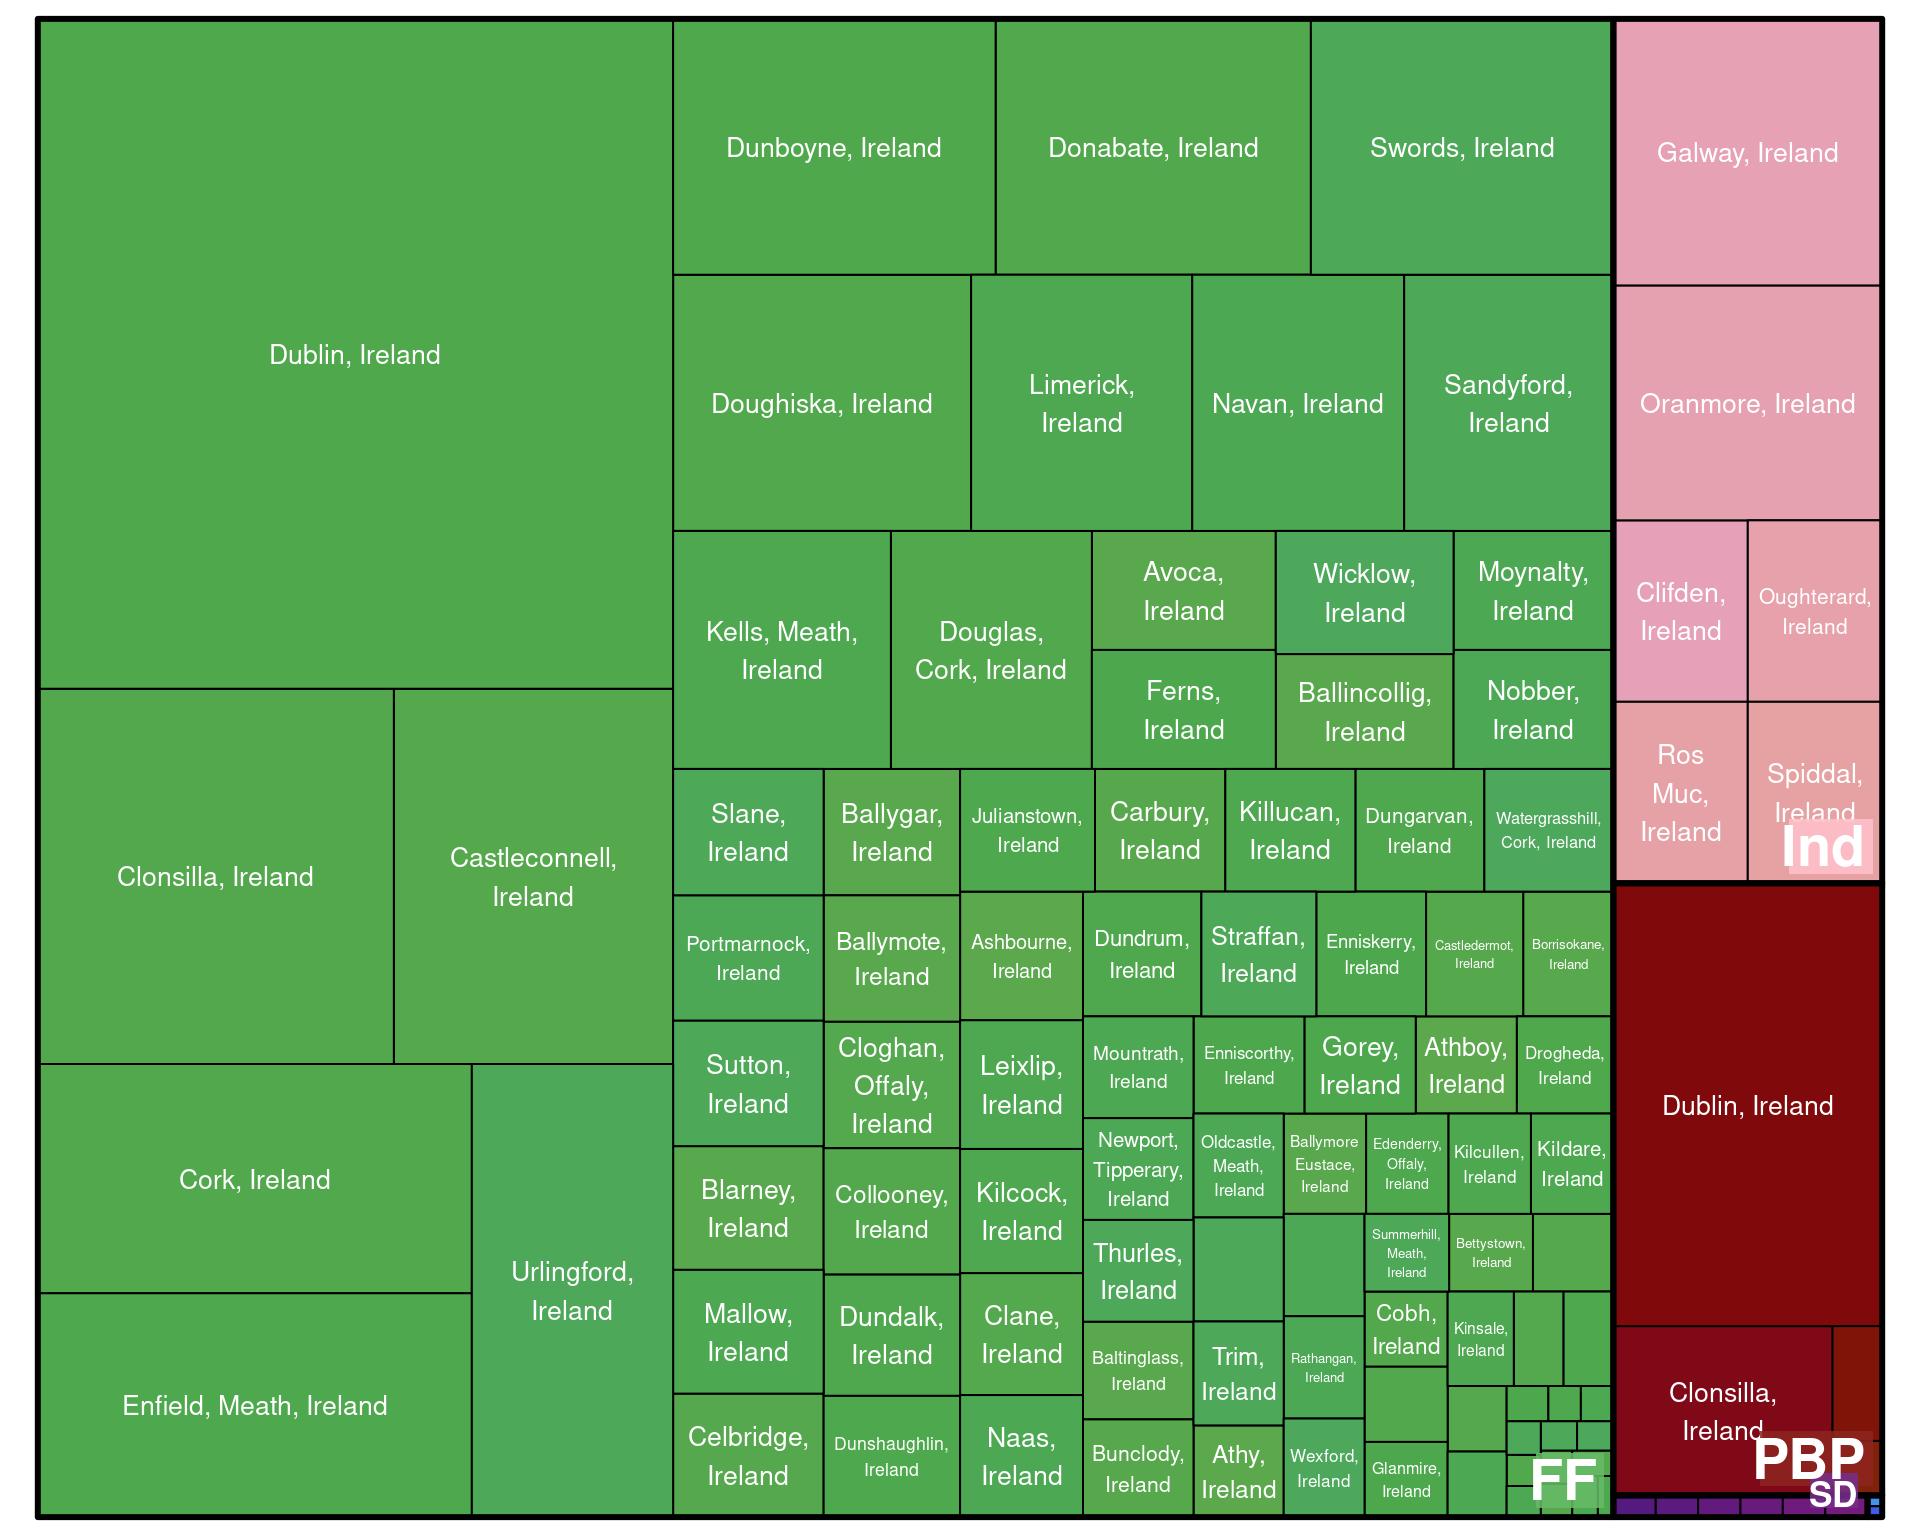 Dublin, Ireland
Dunboyne, Ireland
Donabate, Ireland
Swords, Ireland
Galway, Ireland
Doughiska, Ireland
Limerick,
Ireland
Navan, Ireland
Sandyford,
Ireland
Oranmore, Ireland
Kells, Meath,
Ireland
Douglas,
Cork, Ireland
Avoca,
Ireland
Wicklow,
Ireland
Moynalty,
Ireland
Ferns,
Ireland
Ballincollig,
Ireland
Nobber,
Ireland
Clifden,
Ireland
Oughterard,
Ireland
Ros
Muc,
Ireland
Spiddal,
Ireland
Ind
Clonsilla, Ireland
Castleconnell,
Ireland
Slane,
Ireland
Ballygar,
Ireland
Julianstown,
Ireland
Carbury,
Ireland
Killucan,
Ireland
Dungarvan,
Ireland
Watergrasshill,
Cork, Ireland
Portmarnock,
Ireland
Ballymote,
Ireland
Ashbourne,
Ireland
Dundrum,
Ireland
Straffan,
Ireland
Enniskerry,
Ireland
Castledermot,
Ireland
Borrisokane,
Ireland
Sutton,
Ireland
Cloghan,
Offaly,
Ireland
Leixlip,
Ireland
Mountrath,
Ireland
Enniscorthy,
Ireland
Gorey,
Ireland
Athboy,
Ireland
Drogheda,
Ireland
Dublin, Ireland
Cork, Ireland
Urlingford,
Ireland
Enfield, Meath, Ireland
Blarney,
Ireland
Collooney,
Ireland
Kilcock,
Ireland
Newport,
Tipperary,
Ireland
Oldcastle,
Meath,
Ireland
Ballymore
Eustace,
Ireland
Edenderry,
Offaly,
Ireland
Kilcullen,
Ireland
Kildare,
Ireland
Thurles,
Ireland
Summerhill,
Meath,
Ireland
Bettystown,
Ireland
Mallow,
Ireland
Dundalk,
Ireland
Clane,
Ireland
Baltinglass,
Ireland
Trim,
Ireland
Rathangan,
Ireland
Cobh,
Ireland
Kinsale,
Ireland
Celbridge,
Ireland
Dunshaughlin,
Ireland
Naas,
Ireland
Bunclody,
Ireland
Athy,
Ireland
Wexford,
Ireland
Glanmire,
Ireland
FF
Clonsilla,
Ireland
PBP
SD